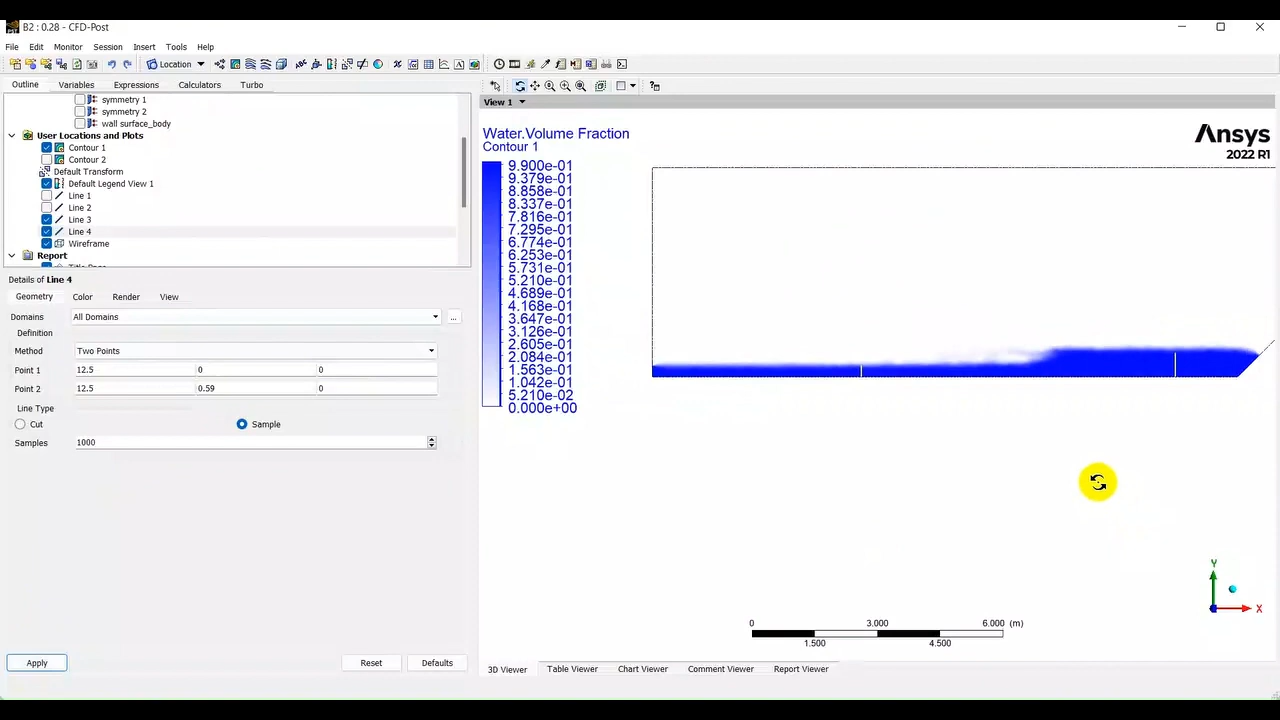 B2 : 0.28 - CFD-Post
File Edit Monitor Session Insert Tools Help
Location
Outline Variables Expressions Calculators Turbo
symmetry 1
symmetry 2
wall surface_body
User Locations and Plots
Contour 1
Contour 2
Default Transform
Default Legend View 1
Line 1
Line 2
Line 3
Line 4
Wireframe
Report
Details of Line 4
Geometry Color Render View
Domains All Domains ...
Definition
Method Two Points
Point 1 12.5 0 0
Point 2 12.5 0.59 0
Line Type
Cut Sample
Samples 1000
Apply Reset Defaults
View 1
Water.Volume Fraction
Contour 1
9.900e-01
9.379e-01
8.858e-01
8.337e-01
7.816e-01
7.295e-01
6.774e-01
6.253e-01
5.731e-01
5.210e-01
4.689e-01
4.168e-01
3.647e-01
3.126e-01
2.605e-01
2.084e-01
1.563e-01
1.042e-01
5.210e-02
0.000e+00
Ansys
2022 R1
Y
X
0 3.000 6.000 (m)
1.500 4.500
3D Viewer Table Viewer Chart Viewer Comment Viewer Report Viewer